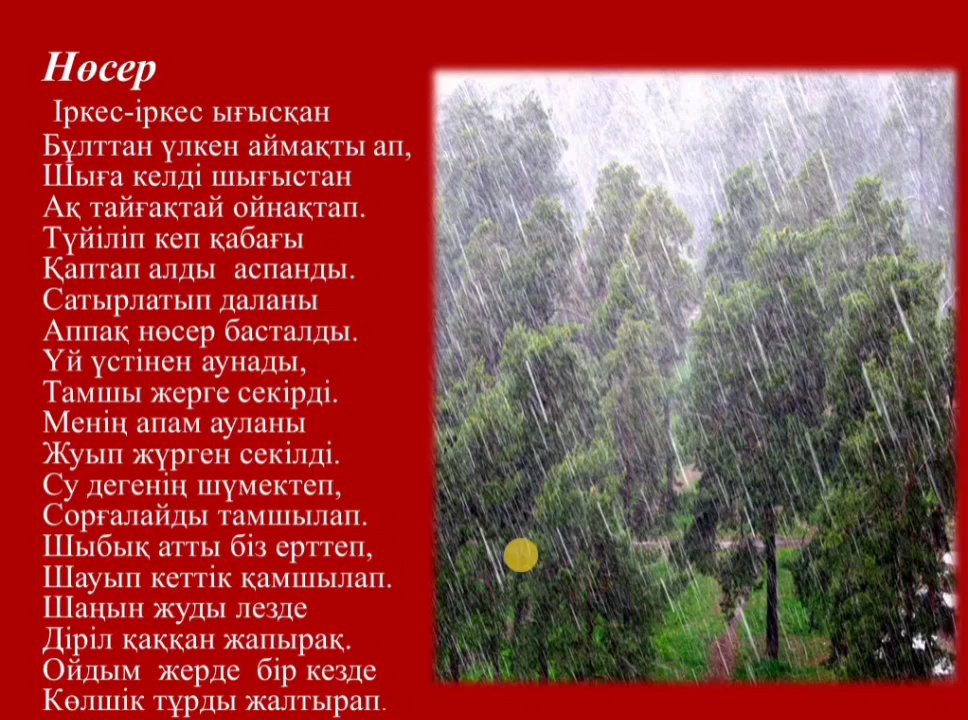 Нөсер
Іркес-іркес ығысқан
Бұлттан үлкен аймақты ап,
Шыға келді шығыстан
Ақ тайғақтай ойнақтап.
Түйіліп кеп қабағы
Қаптап алды аспанды.
Сатырлатып даланы
Аппақ нөсер басталды.
Үй үстінен аунады,
Тамшы жерге секірді.
Менің апам ауланы
Жуып жүрген секілді.
Су дегенің шүмектеп,
Сорғалайды тамшылап.
Шыбық атты біз ерттеп,
Шауып кеттік қамшылап.
Шаңын жуды лезде
Діріл қаққан жапырақ.
Ойдым жерде бір кезде
Көлшік тұрды жалтырап.